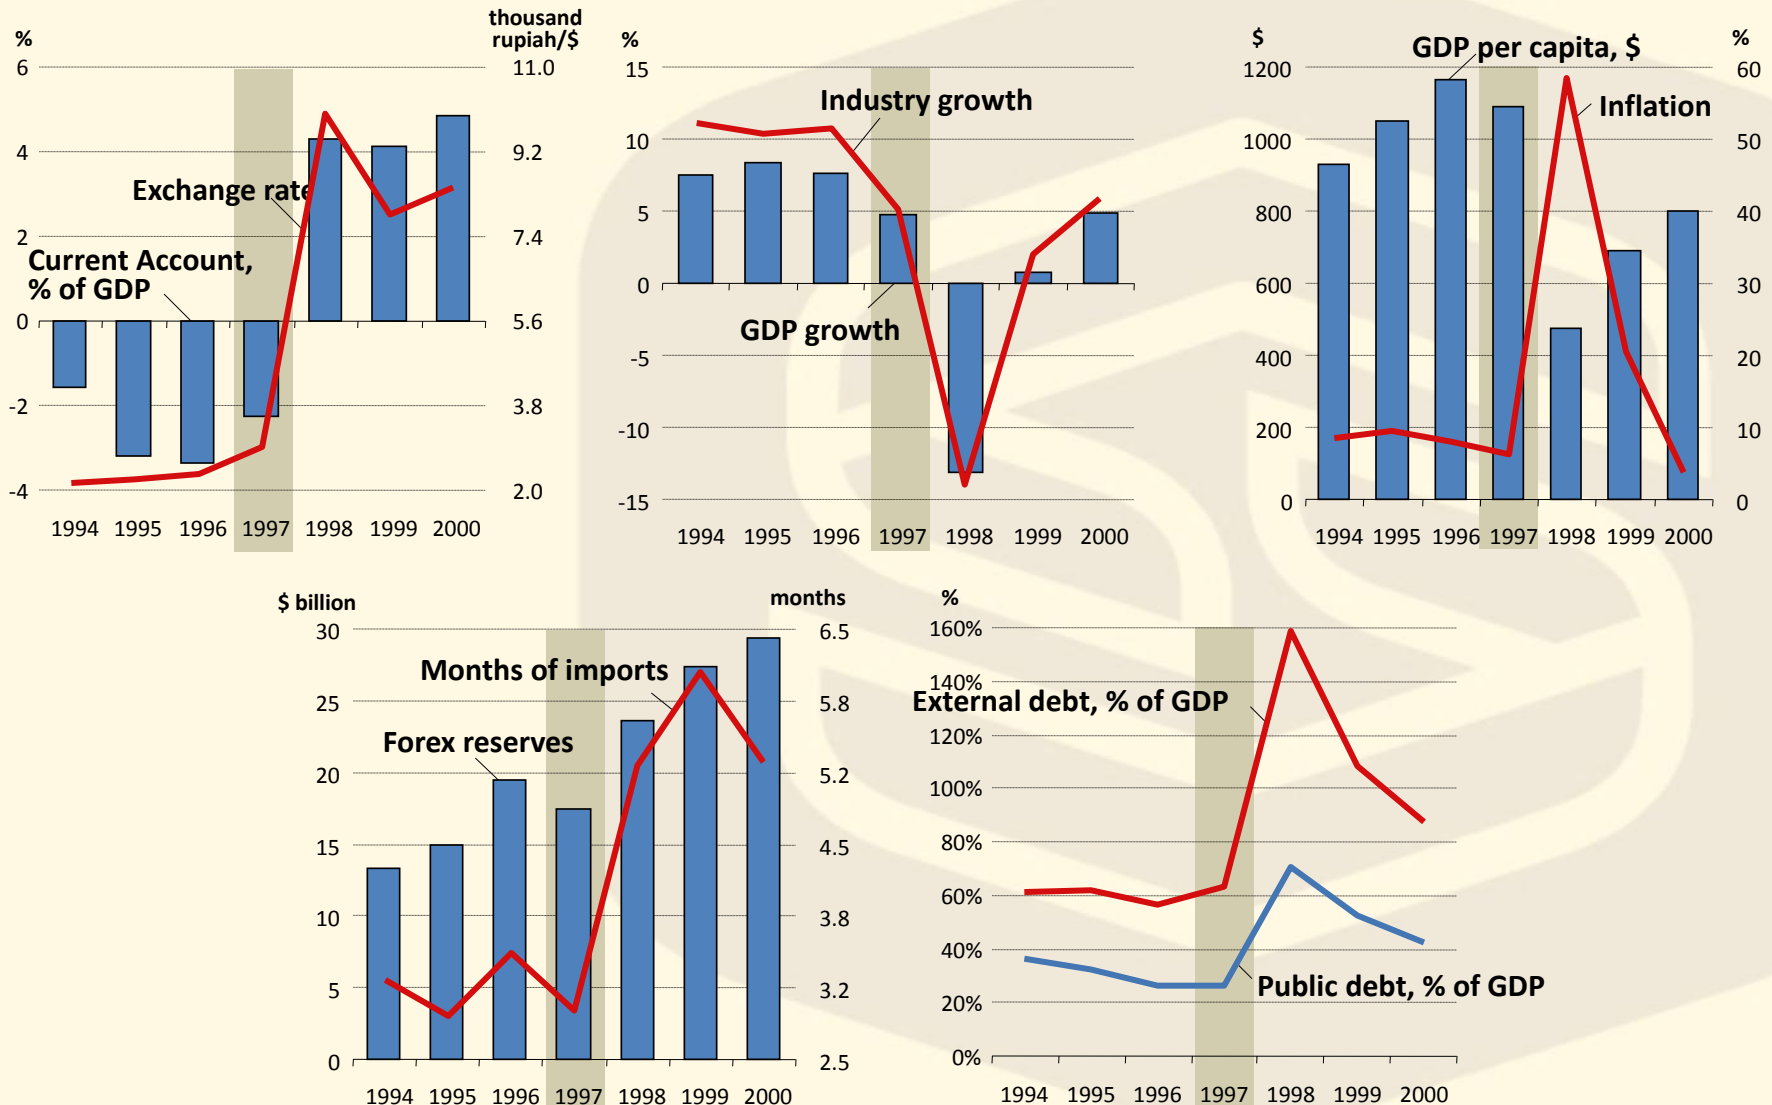 %
thousand
rupiah/$
6 11.0
4 9.2
Exchange rate
2 7.4
Current Account,
% of GDP
0 5.6
-2 3.8
-4 2.0
1994 1995 1996 1997 1998 1999 2000
%
15
Industry growth
10
5
0
GDP growth
-5
-10
-15
1994 1995 1996 1997 1998 1999 2000
$ %
GDP per capita, $
1200 60
Inflation
1000 50
800 40
600 30
400 20
200 10
0 0
1994 1995 1996 1997 1998 1999 2000
$ billion months
30 6.5
Months of imports
25 5.8
Forex reserves
20 5.2
15 4.5
10 3.8
5 3.2
0 2.5
1994 1995 1996 1997 1998 1999 2000
%
160%
140%
External debt, % of GDP
120%
100%
80%
60%
40%
Public debt, % of GDP
20%
0%
1994 1995 1996 1997 1998 1999 2000